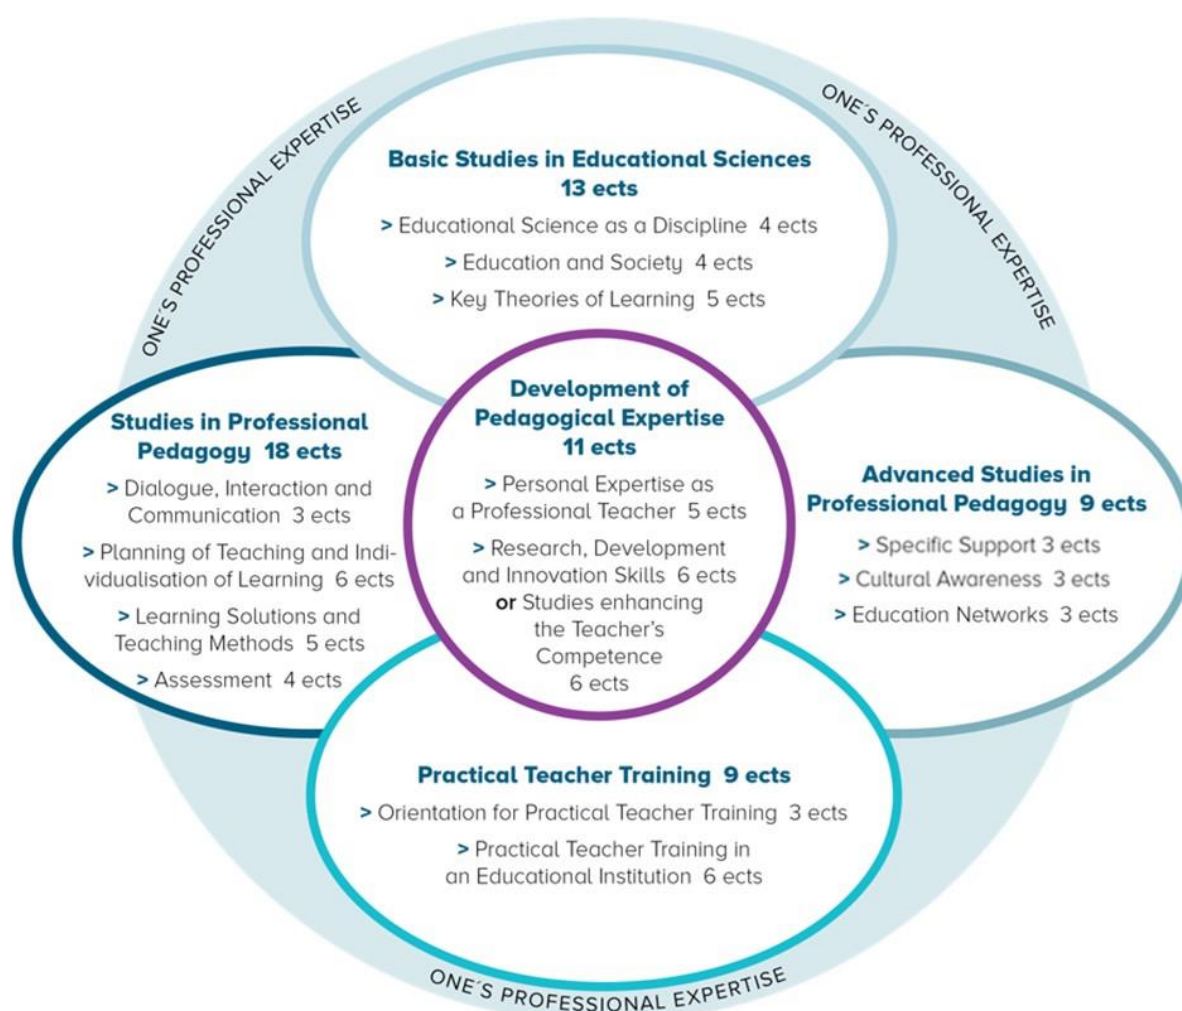 ONE´S PROFESSIONAL EXPERTISE
ONE´S PROFESSIONAL EXPERTISE
Basic Studies in Educational Sciences
13 ects
> Educational Science as a Discipline 4 ects
> Education and Society 4 ects
> Key Theories of Learning 5 ects
Studies in Professional
Pedagogy 18 ects
> Dialogue, Interaction and
Communication 3 ects
> Planning of Teaching and Indi-
vidualisation of Learning 6 ects
> Learning Solutions and
Teaching Methods 5 ects
> Assessment 4 ects
Development of
Pedagogical Expertise
11 ects
> Personal Expertise as
a Professional Teacher 5 ects
> Research, Development
and Innovation Skills 6 ects
or Studies enhancing
the Teacher's
Competence
6 ects
Advanced Studies in
Professional Pedagogy 9 ects
> Specific Support 3 ects
> Cultural Awareness 3 ects
> Education Networks 3 ects
Practical Teacher Training 9 ects
> Orientation for Practical Teacher Training 3 ects
> Practical Teacher Training in
an Educational Institution 6 ects
ONE´S PROFESSIONAL EXPERTISE